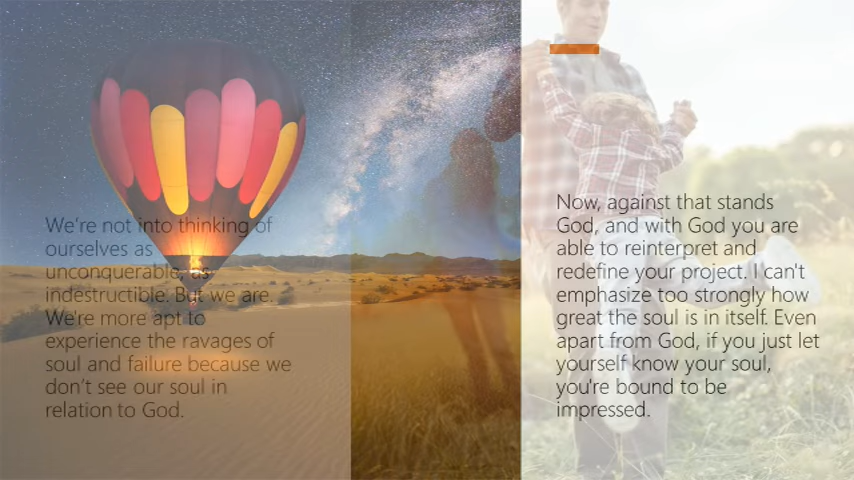 We're not into thinking of
ourselves as
unconquerable, as
indestructible. But we are.
We're more apt to
experience the ravages of
soul and failure because we
don't see our soul in
relation to God.
Now, against that stands
God, and with God you are
able to reinterpret and
redefine your project. I can't
emphasize too strongly how
great the soul is in itself. Even
apart from God, if you just let
yourself know your soul,
you're bound to be
impressed.